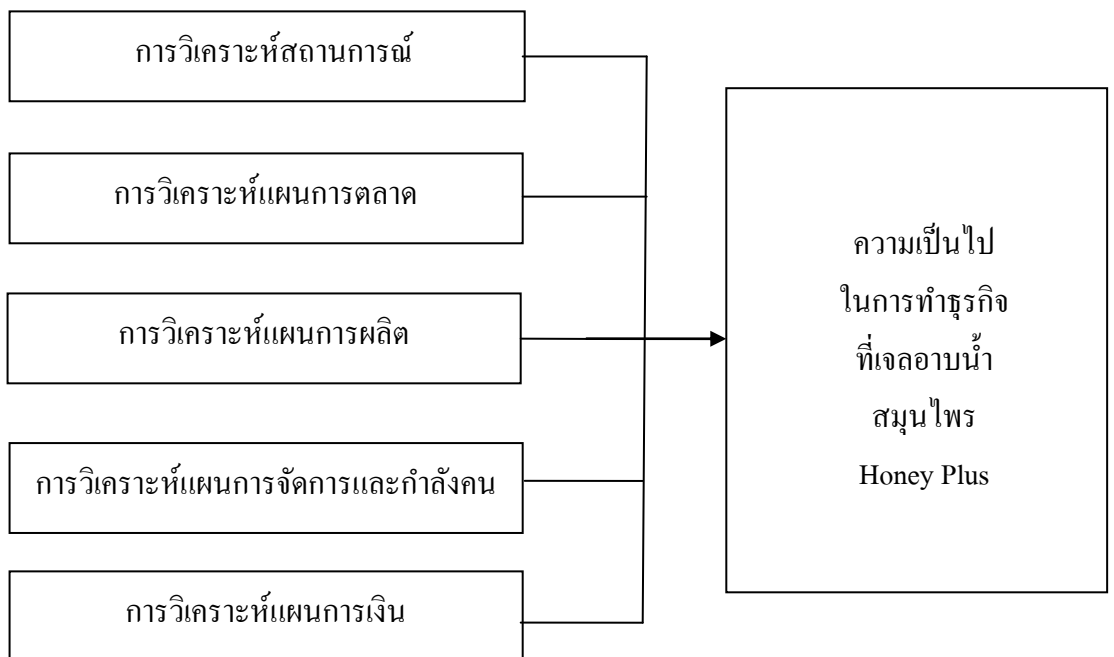 การวิเคราะห์สถานการณ์
การวิเคราะห์แผนการตลาด
การวิเคราะห์แผนการผลิต
การวิเคราะห์แผนการจัดการและกำลังคน
การวิเคราะห์แผนการเงิน
ความเป็นไป
ในการทำธุรกิจ
ที่เจลอาบน้ำ
สมุนไพร
Honey Plus